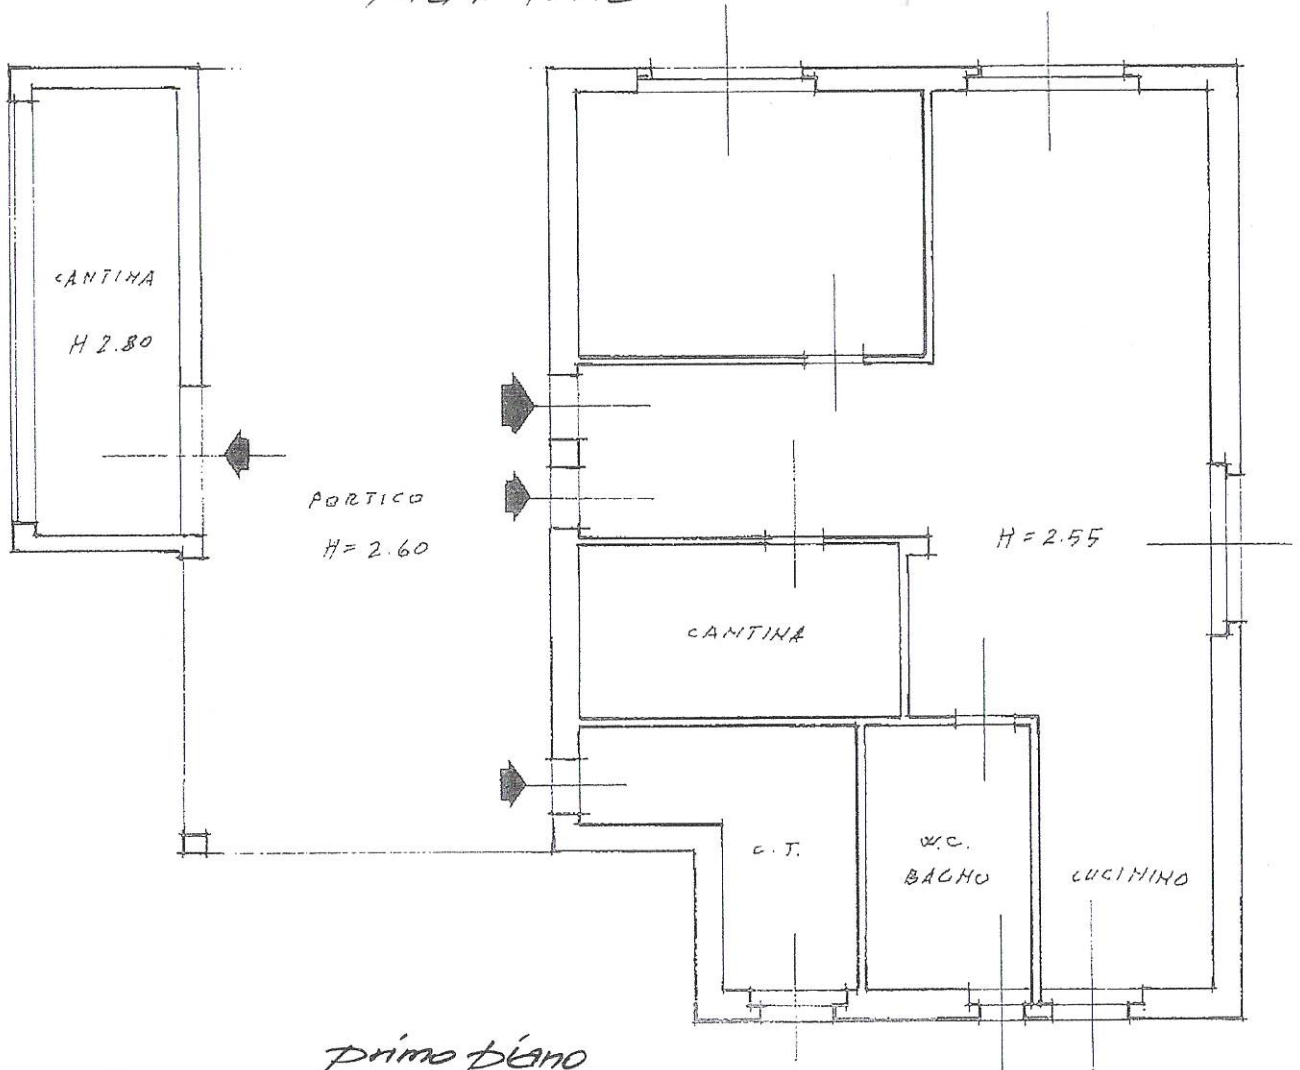 CANTINA
H 2.80
PORTICO
H = 2.60
H = 2.55
CANTINA
C. T.
W.C.
BAGNO
CUCININO
primo piano